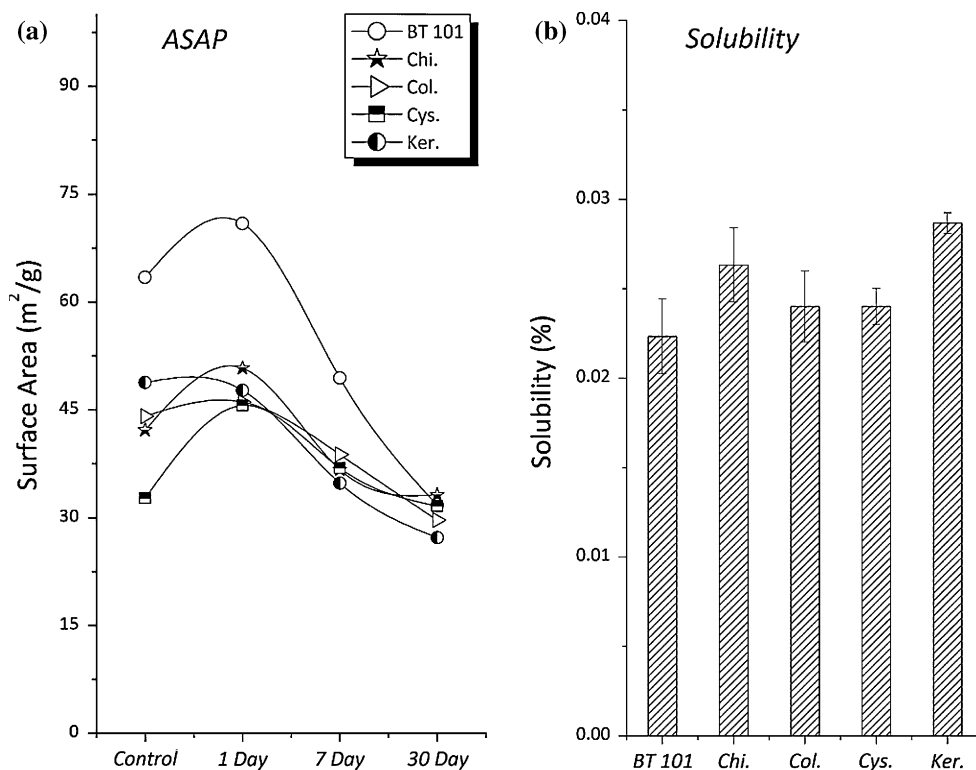 (a)
ASAP
BT 101
Chi.
Col.
Cys.
Ker.
90
75
60
45
30
15
0
Surface Area (m²/g)
Control 1 Day 7 Day 30 Day
(b)
Solubility
0.04
0.03
0.02
0.01
0.00
Solubility (%)
BT 101 Chi. Col. Cys. Ker.